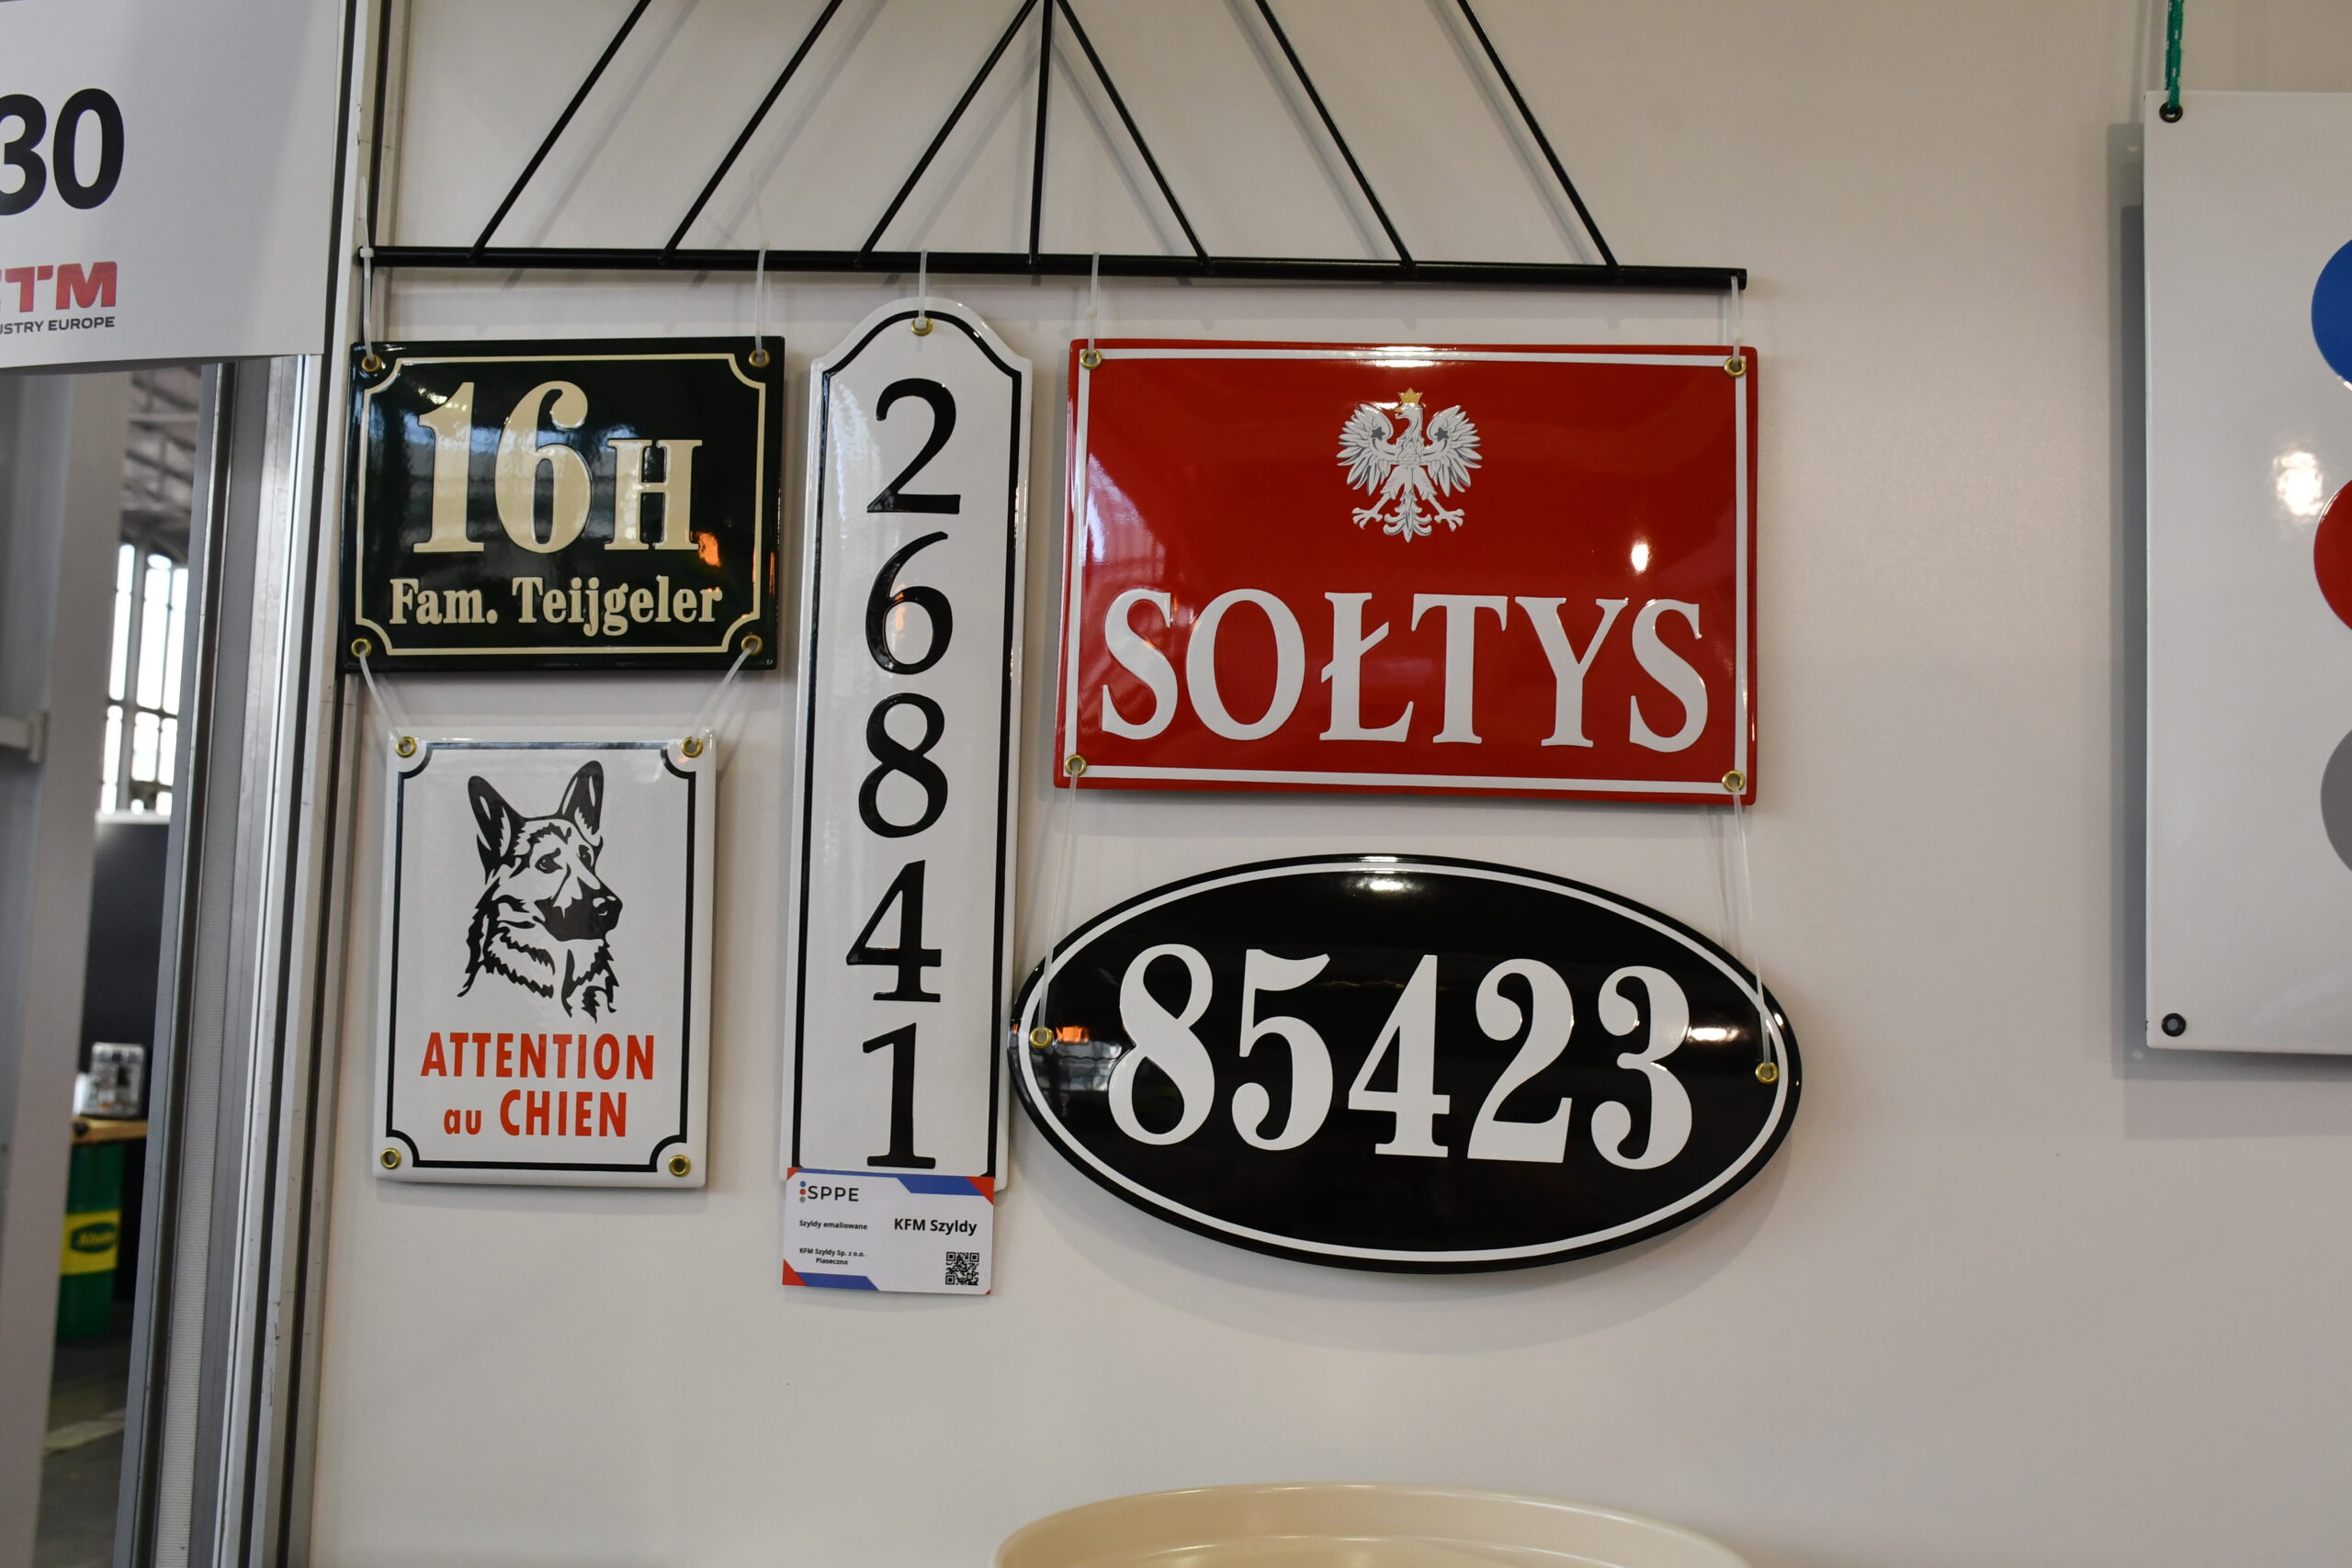 30
TM
USTRY EUROPE
16H
Fam. Teijgeler
ATTENTION
au CHIEN
2
6
8
4
1
SPPE
Szyldy emaliowane
KFM Szyldy
KFM Szyldy Sp. z o.o.
Piaseczno
SOŁTYS
85423